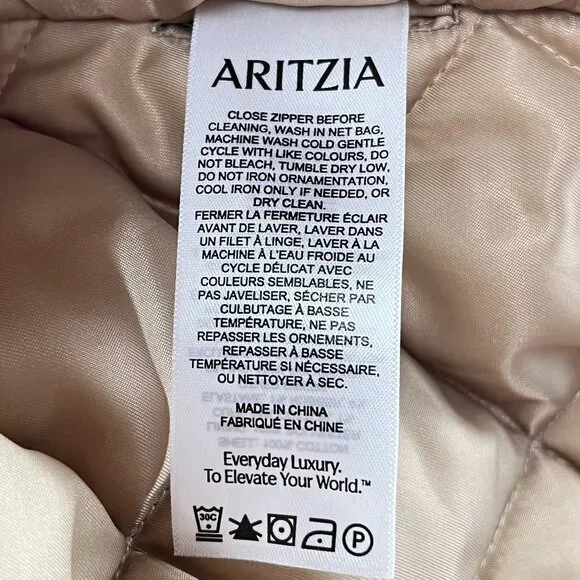 ARITZIA
CLOSE ZIPPER BEFORE
CLEANING, WASH IN NET BAG,
MACHINE WASH COLD GENTLE
CYCLE WITH LIKE COLOURS, DO
NOT BLEACH, TUMBLE DRY LOW,
DO NOT IRON ORNAMENTATION,
COOL IRON ONLY IF NEEDED, OR
DRY CLEAN.
FERMER LA FERMETURE ÉCLAIR
AVANT DE LAVER, LAVER DANS
UN FILET À LINGE, LAVER À LA
MACHINE À L'EAU FROIDE AU
CYCLE DÉLICAT AVEC
COULEURS SEMBLABLES, NE
PAS JAVELISER, SÉCHER PAR
CULBUTAGE À BASSE
TEMPÉRATURE, NE PAS
REPASSER LES ORNEMENTS,
REPASSER À BASSE
TEMPÉRATURE SI NÉCESSAIRE,
OU NETTOYER À SEC.
MADE IN CHINA
FABRIQUÉ EN CHINE
SHELL: 100% COTTON
Everyday Luxury.
To Elevate Your World.™
30C P